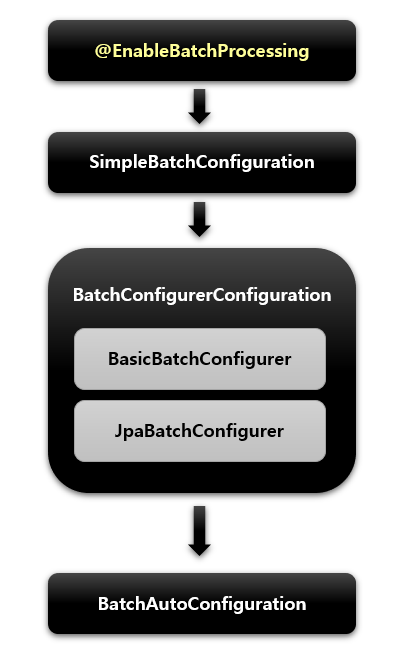 @EnableBatchProcessing
SimpleBatchConfiguration
BatchConfigurerConfiguration
BasicBatchConfigurer
JpaBatchConfigurer
BatchAutoConfiguration